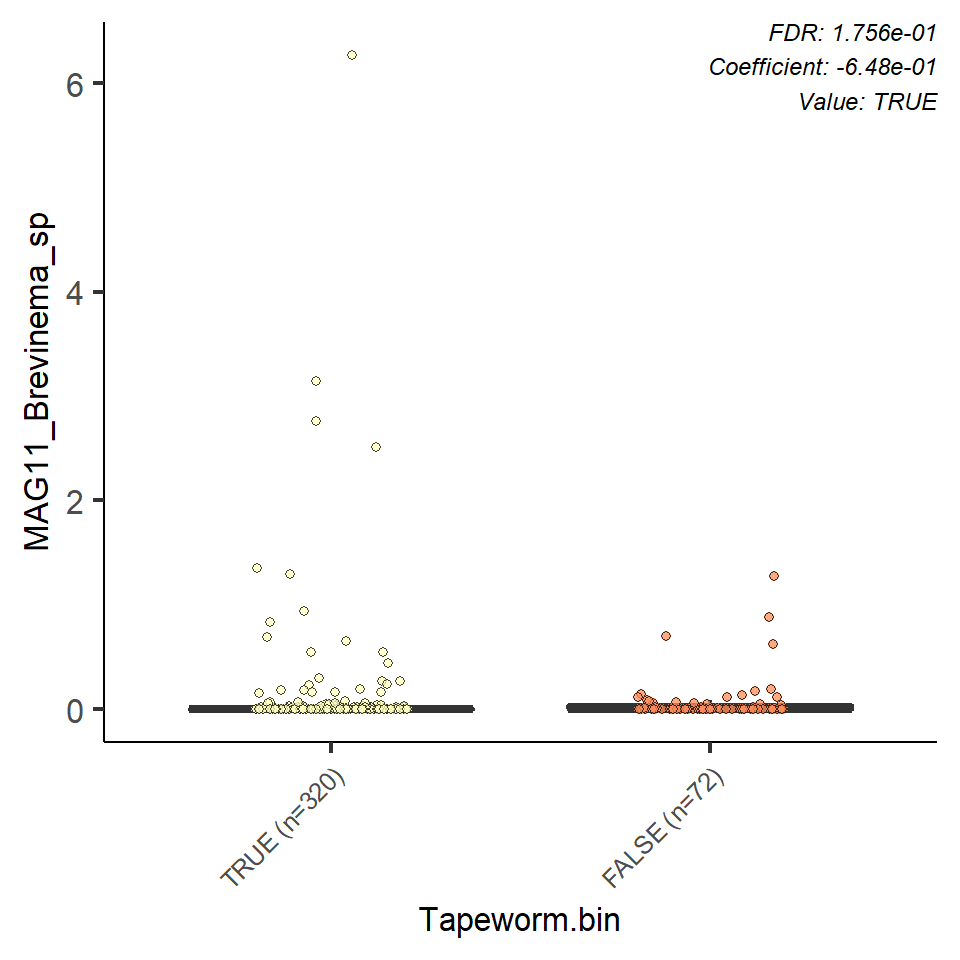 FDR: 1.756e-01
Coefficient: -6.48e-01
Value: TRUE
MAG11_Brevinema_sp
6
4
2
0
TRUE (n=320)
FALSE (n=72)
Tapeworm.bin